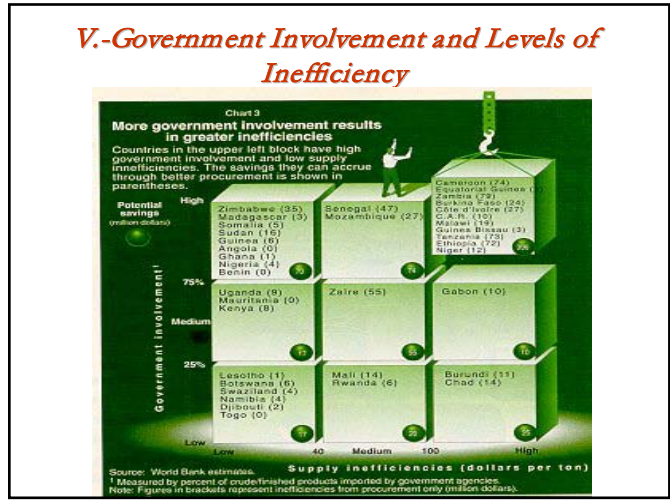 V.-Government Involvement and Levels of
Inefficiency
Chart 3
More government involvement results
in greater inefficiencies
Countries in the upper left block have high
government involvement and low supply
innefficiencies. The savings they can accrue
through better procurement is shown in
parentheses.
Potential
savings
(million dollars)
High
Zimbabwe (35)
Madagascar (3)
Somalia (5)
Sudan (16)
Guinea (6)
Angola (0)
Ghana (1)
Nigeria (4)
Benin (0)
70
Senegal (47)
Mozambique (27)
74
Cameroon (74)
Equatorial Guinea
Zambia (79)
Burkina Faso (24)
Côte d'Ivoire (27)
C.A.R. (10)
Malawi (19)
Guinea Bissau (3)
Tanzania (73)
Ethiopia (72)
Niger (12)
75%
Government involvement¹
Medium
Uganda (9)
Mauritania (0)
Kenya (8)
17
Zaire (55)
55
Gabon (10)
10
25%
Lesotho (1)
Botswana (6)
Swaziland (4)
Namibia (4)
Djibouti (2)
Togo (0)
17
Mali (14)
Rwanda (6)
20
Burundi (11)
Chad (14)
25
Low
Low 40 Medium 100 High
Supply inefficiencies (dollars per ton)
Source: World Bank estimates.
¹ Measured by percent of crude/finished products imported by government agencies.
Note: Figures in brackets represent inefficiencies from procurement only (million dollars).